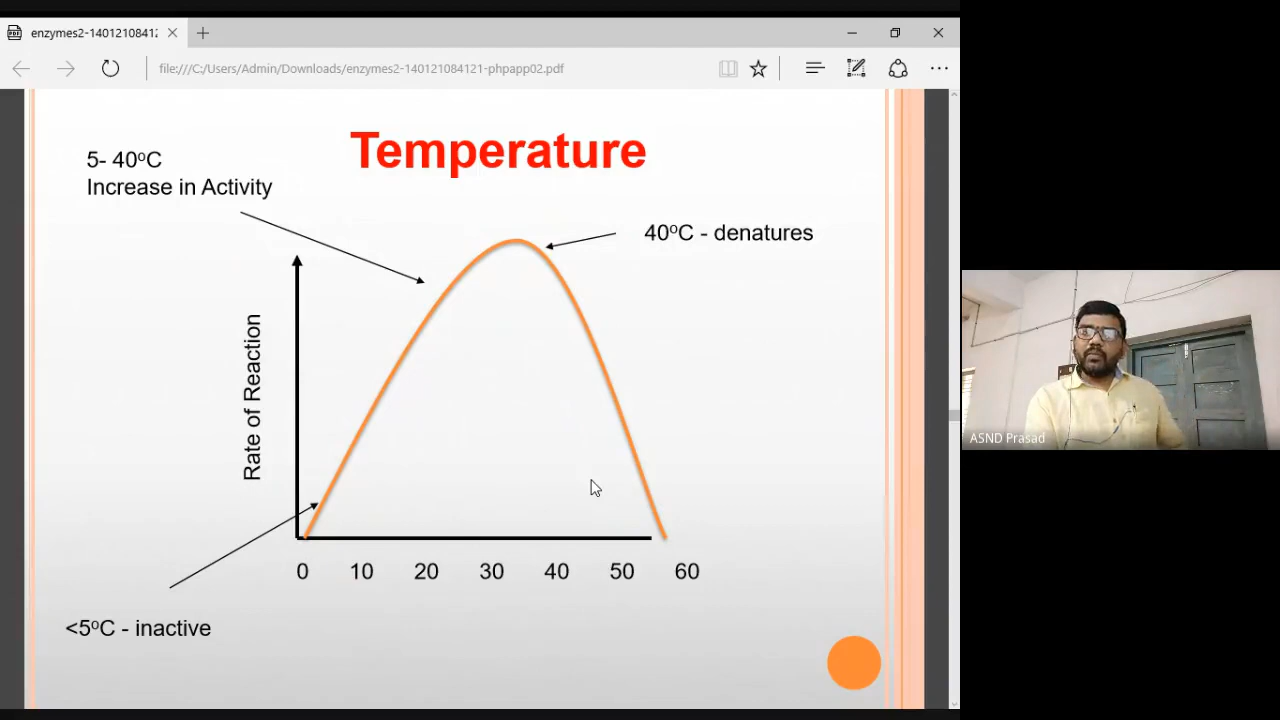 enzymes2-14012108412
file:///C:/Users/Admin/Downloads/enzymes2-140121084121-phpapp02.pdf
Temperature
5- 40oC
Increase in Activity
40oC - denatures
Rate of Reaction
0 10 20 30 40 50 60
<5oC - inactive
ASND Prasad